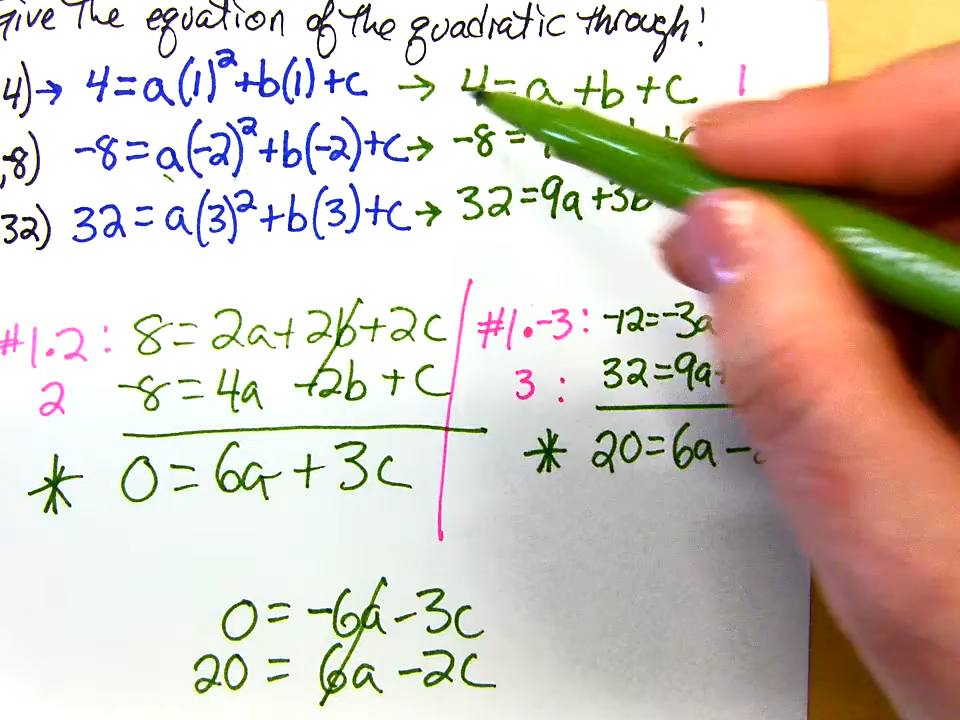 Give the equation of the quadratic through!
4) → 4 = a(1)² + b(1) + c → 4 = a + b + c 1
,-8) -8 = a(-2)² + b(-2) + c → -8 =
32) 32 = a(3)² + b(3) + c → 32 = 9a + 3b
#1·2: 8 = 2a + 2b + 2c #1·-3: -12 = -3a
2 -8 = 4a - 2b + c 3: 32 = 9a
* 0 = 6a + 3c * 20 = 6a -
0 = -6a - 3c
20 = 6a - 2c